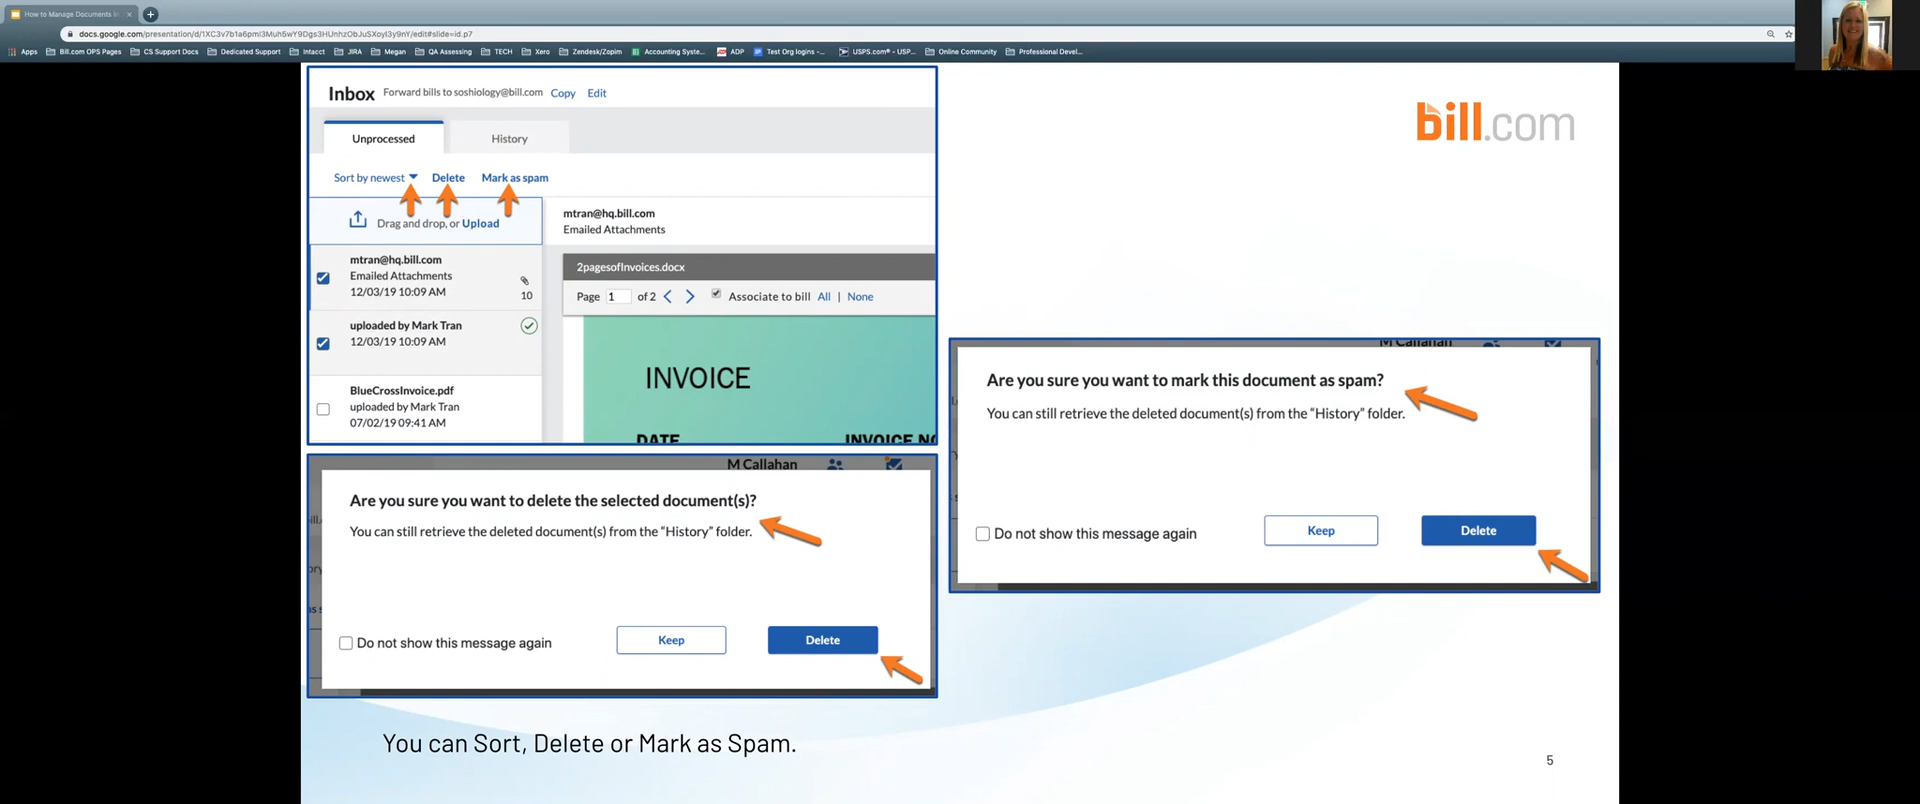 How to Manage Documents in
docs.google.com/presentation/d/1XC3v7b1a6pmI3Muh5wY9Dgs3HUnhzObJuSXoyI3y9nY/edit#slide=id.p7
Apps Bill.com OPS Pages CS Support Docs Dedicated Support Intacct JIRA Megan QA Assessing TECH Xero Zendesk/Zopim Accounting Syste... ADP Test Org logins -... USPS.com® - USP... Online Community Professional Devel...
Inbox Forward bills to soshiology@bill.com Copy Edit
Unprocessed History
Sort by newest Delete Mark as spam
Drag and drop, or Upload
mtran@hq.bill.com
Emailed Attachments
12/03/19 10:09 AM
10
uploaded by Mark Tran
12/03/19 10:09 AM
BlueCrossInvoice.pdf
uploaded by Mark Tran
07/02/19 09:41 AM
mtran@hq.bill.com
Emailed Attachments
2pagesofInvoices.docx
Page 1 of 2 Associate to bill All | None
INVOICE
DATE INVOICE NO
bill.com
M Callahan
Are you sure you want to mark this document as spam?
You can still retrieve the deleted document(s) from the “History” folder.
Do not show this message again Keep Delete
M Callahan
Are you sure you want to delete the selected document(s)?
You can still retrieve the deleted document(s) from the “History” folder.
Do not show this message again Keep Delete
You can Sort, Delete or Mark as Spam.
5